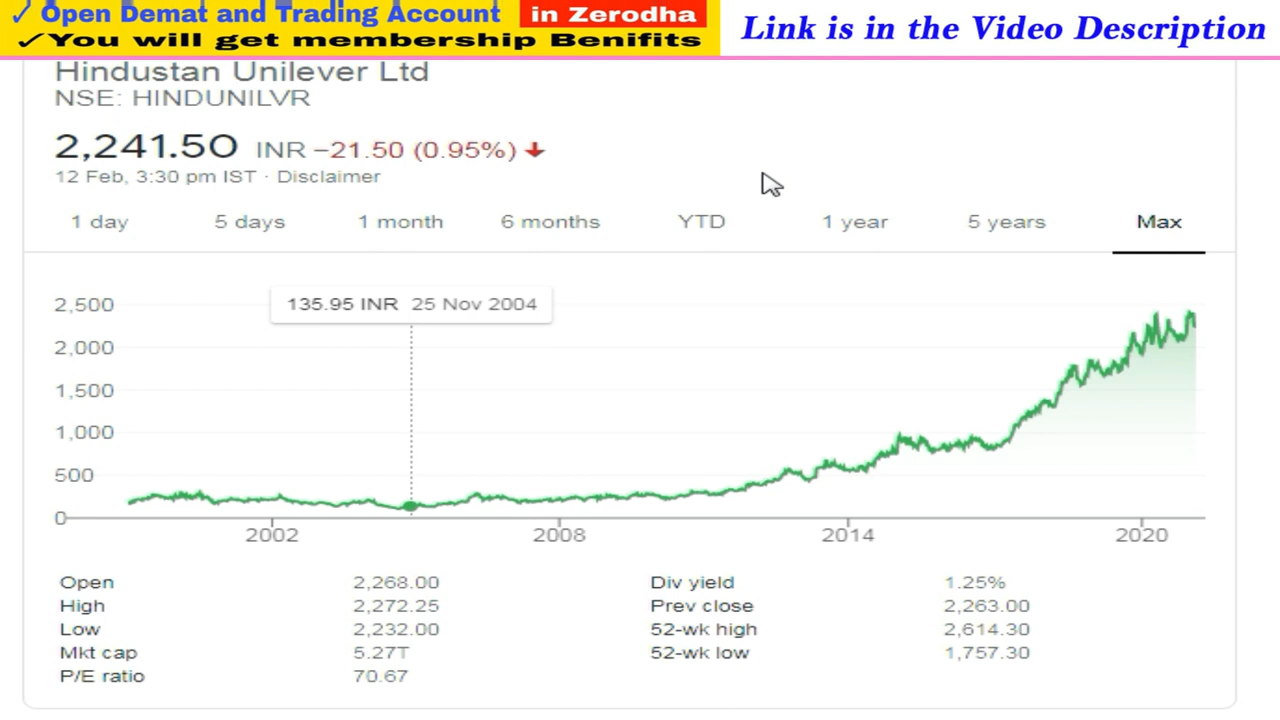 ✓ Open Demat and Trading Account in Zerodha
✓You will get membership Benifits
Link is in the Video Description
Hindustan Unilever Ltd
NSE: HINDUNILVR
2,241.50 INR −21.50 (0.95%) ↓
12 Feb, 3:30 pm IST · Disclaimer
1 day 5 days 1 month 6 months YTD 1 year 5 years Max
135.95 INR 25 Nov 2004
2,500
2,000
1,500
1,000
500
0
2002 2008 2014 2020
Open 2,268.00 Div yield 1.25%
High 2,272.25 Prev close 2,263.00
Low 2,232.00 52-wk high 2,614.30
Mkt cap 5.27T 52-wk low 1,757.30
P/E ratio 70.67